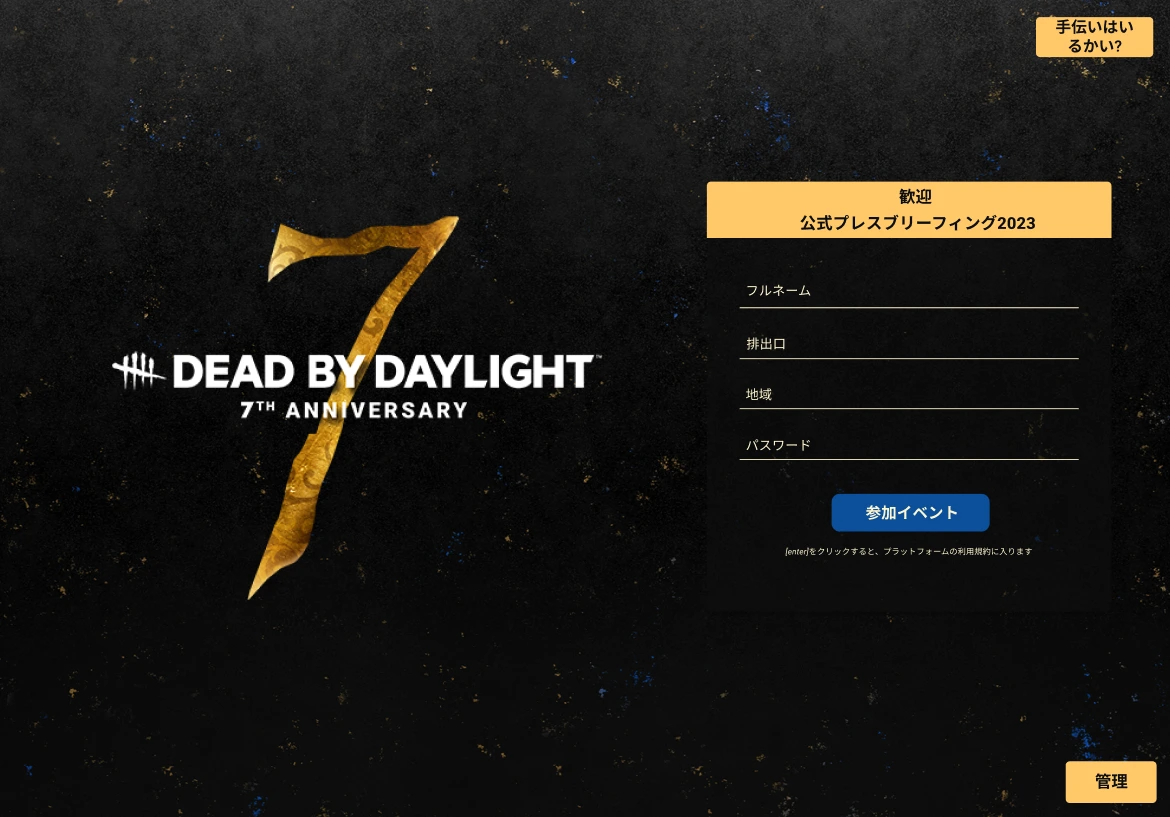 手伝いはい
るかい?
歓迎
公式プレスブリーフィング2023
フルネーム
排出口
地域
パスワード
DEAD BY DAYLIGHT™
7TH ANNIVERSARY
参加イベント
[enter]をクリックすると、プラットフォームの利用規約に入ります
管理